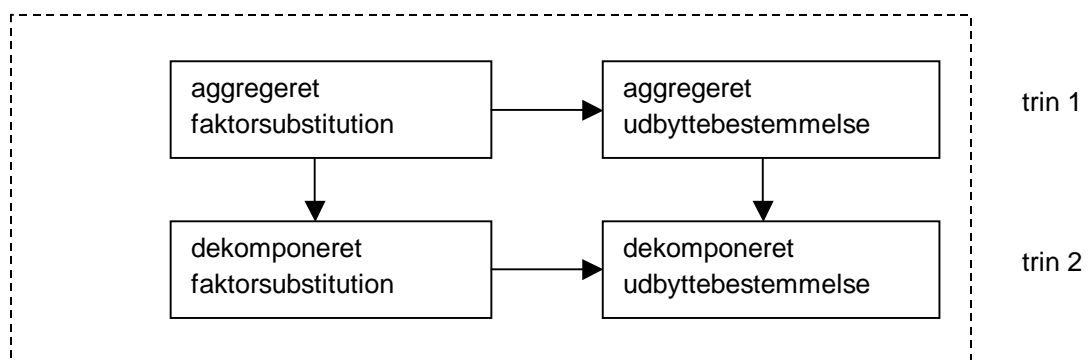 aggregeret
faktorsubstitution
aggregeret
udbyttebestemmelse
trin 1
dekomponeret
faktorsubstitution
dekomponeret
udbyttebestemmelse
trin 2